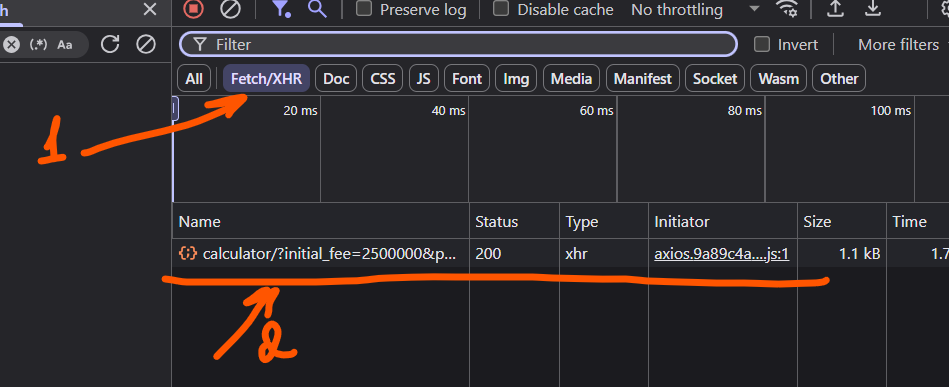 h
(.*) Aa
Preserve log Disable cache No throttling
Filter Invert More filters
All Fetch/XHR Doc CSS JS Font Img Media Manifest Socket Wasm Other
1
20 ms 40 ms 60 ms 80 ms 100 ms
Name Status Type Initiator Size Time
calculator/?initial_fee=2500000&p... 200 xhr axios.9a89c4a....js:1 1.1 kB 1.7
2